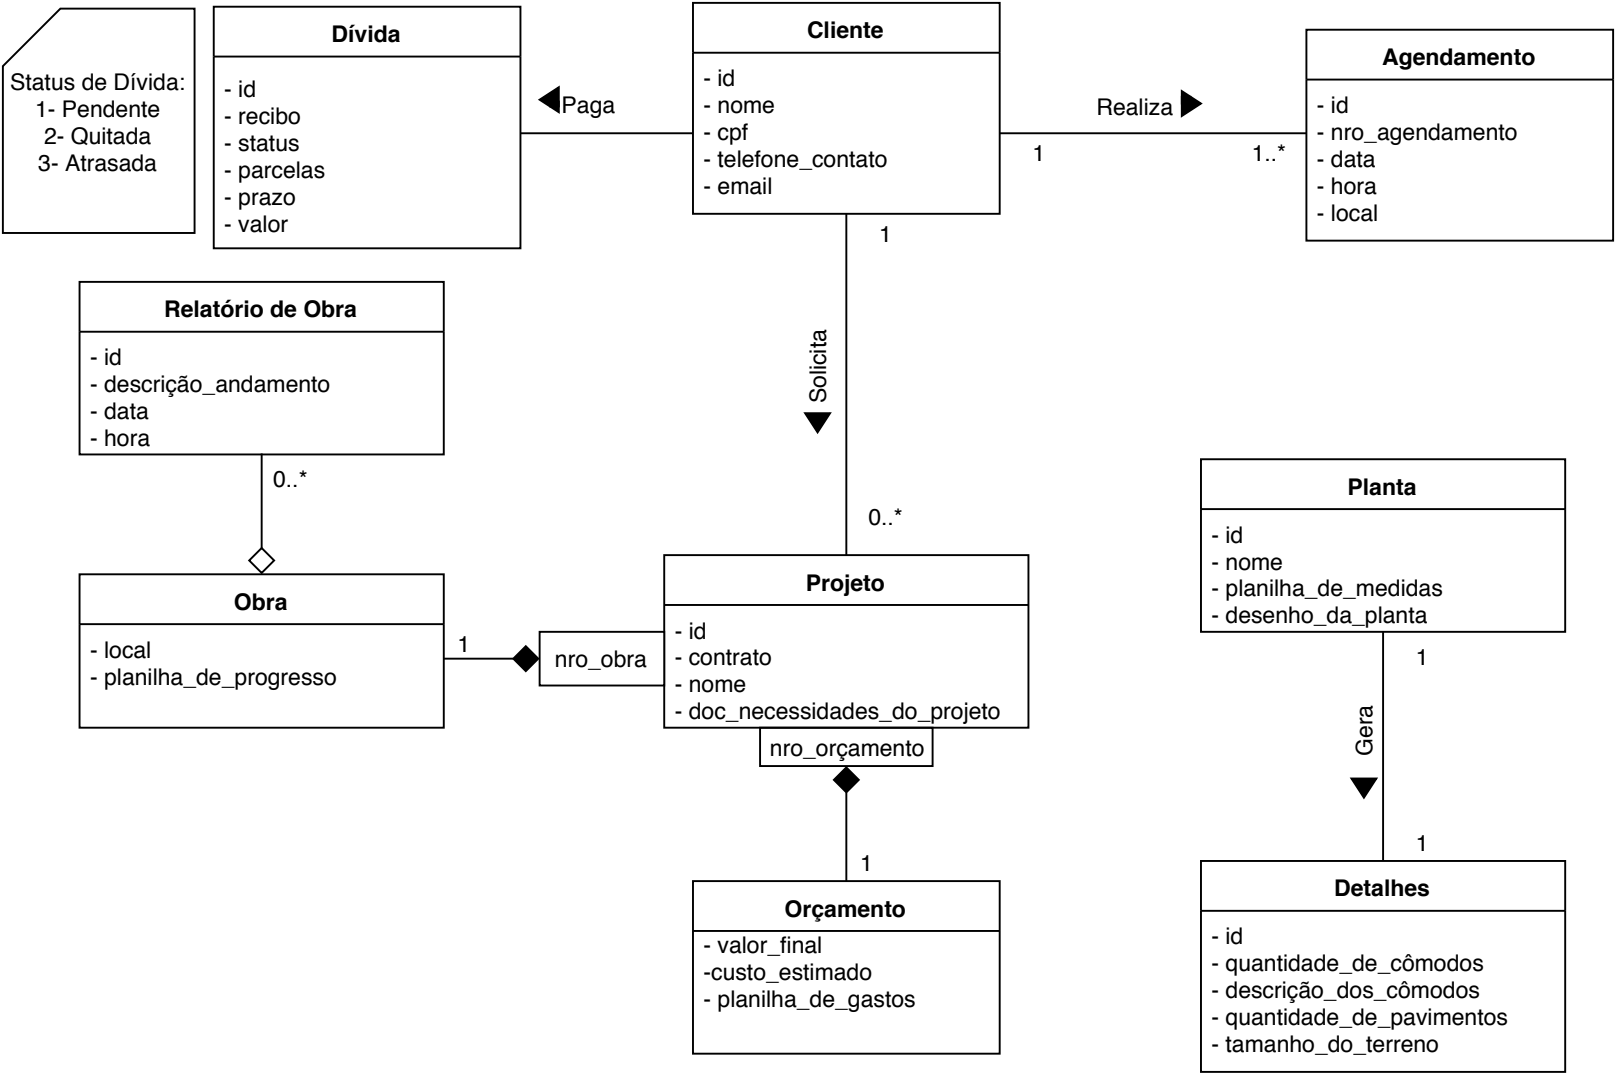 Status de Dívida:
1- Pendente
2- Quitada
3- Atrasada
Dívida
- id
- recibo
- status
- parcelas
- prazo
- valor
Paga
Cliente
- id
- nome
- cpf
- telefone_contato
- email
Realiza
1
1..*
Agendamento
- id
- nro_agendamento
- data
- hora
- local
1
Solicita
0..*
Relatório de Obra
- id
- descrição_andamento
- data
- hora
0..*
Obra
- local
- planilha_de_progresso
1
nro_obra
Projeto
- id
- contrato
- nome
- doc_necessidades_do_projeto
nro_orçamento
1
Orçamento
- valor_final
-custo_estimado
- planilha_de_gastos
Planta
- id
- nome
- planilha_de_medidas
- desenho_da_planta
1
Gera
1
Detalhes
- id
- quantidade_de_cômodos
- descrição_dos_cômodos
- quantidade_de_pavimentos
- tamanho_do_terreno